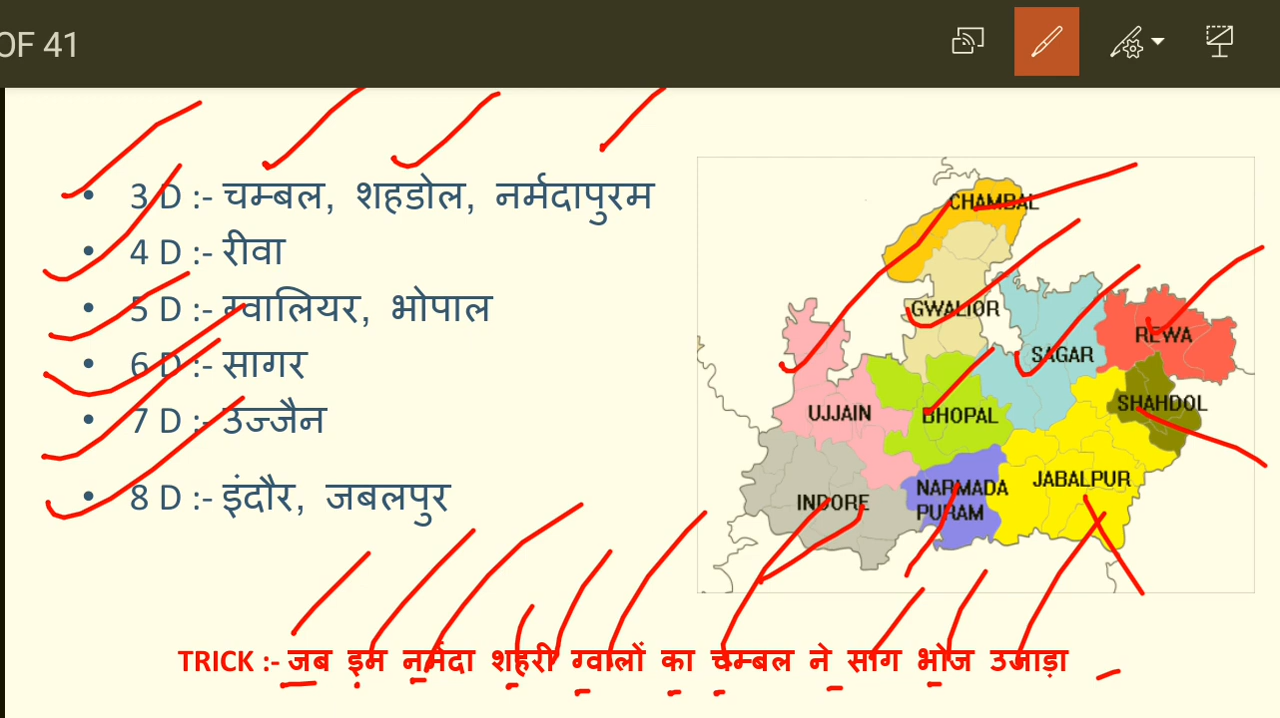 OF 41
• 3 D :- चम्बल, शहडोल, नर्मदापुरम
• 4 D :- रीवा
• 5 D :- ग्वालियर, भोपाल
• 6 D :- सागर
• 7 D :- उज्जैन
• 8 D :- इंदौर, जबलपुर
CHAMBAL
GWALIOR
REWA
SAGAR
SHAHDOL
UJJAIN
BHOPAL
JABALPUR
INDORE
NARMADA
PURAM
TRICK :- जब इम नर्मदा शहरी ग्वालों का चम्बल ने साग भोज उजाड़ा